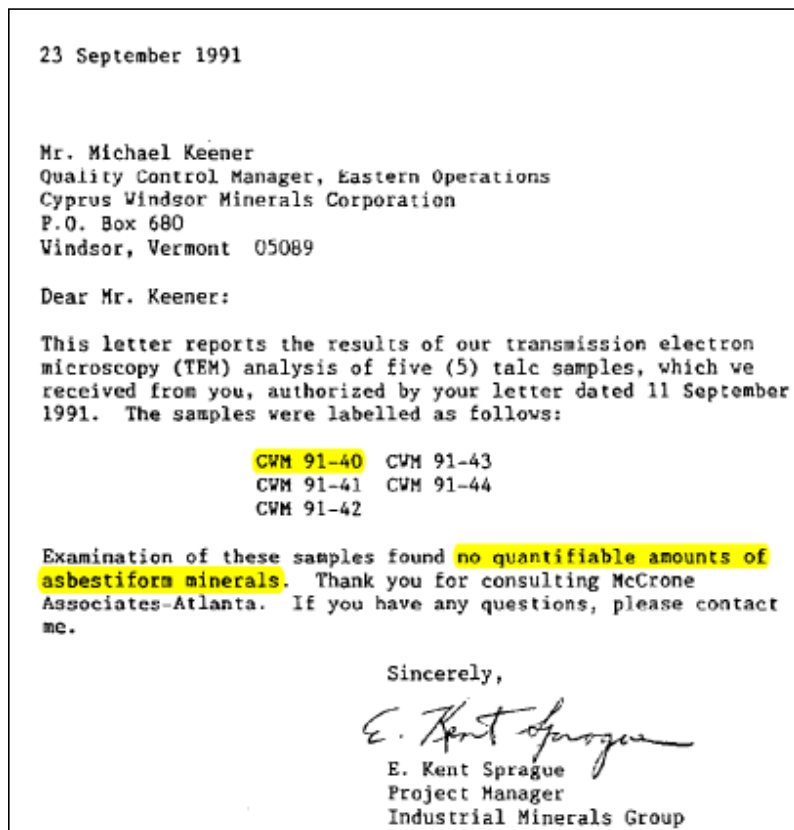 23 September 1991
Mr. Michael Keener
Quality Control Manager, Eastern Operations
Cyprus Windsor Minerals Corporation
P.O. Box 680
Windsor, Vermont 05089
Dear Mr. Keener:
This letter reports the results of our transmission electron
microscopy (TEM) analysis of five (5) talc samples, which we
received from you, authorized by your letter dated 11 September
1991. The samples were labelled as follows:
CWM 91-40 CWM 91-43
CWM 91-41 CWM 91-44
CWM 91-42
Examination of these samples found no quantifiable amounts of
asbestiform minerals. Thank you for consulting McCrone
Associates-Atlanta. If you have any questions, please contact
me.
Sincerely,
E. Kent Sprague
E. Kent Sprague
Project Manager
Industrial Minerals Group